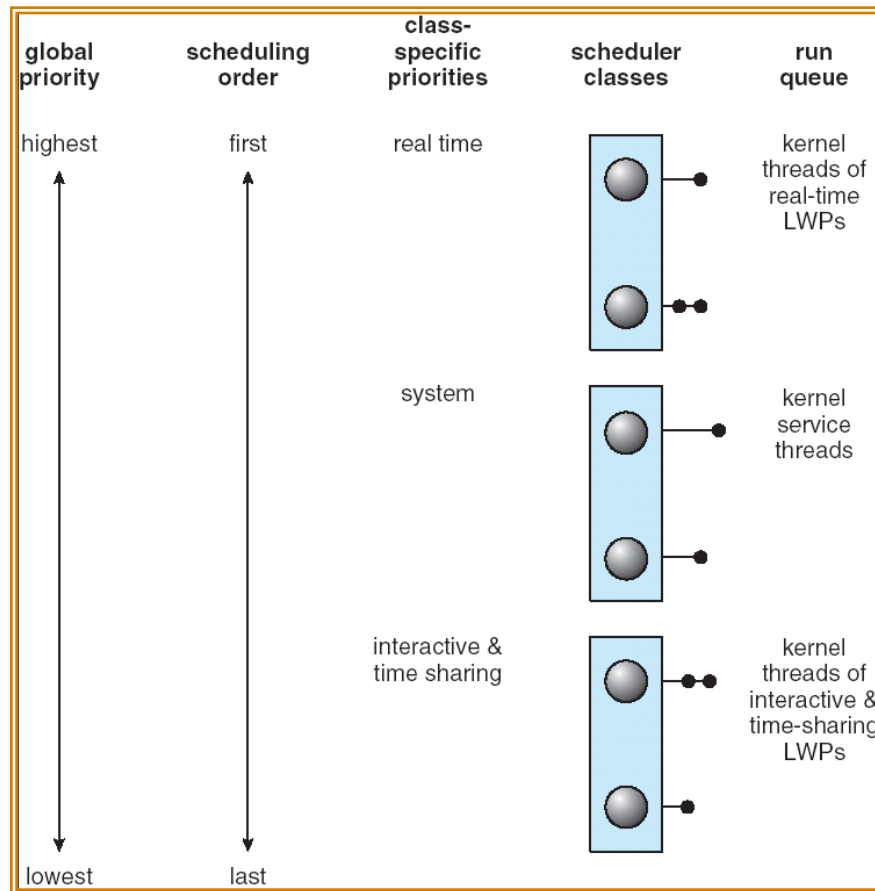 global
priority
scheduling
order
class-
specific
priorities
scheduler
classes
run
queue
highest
first
real time
kernel
threads of
real-time
LWPs
system
kernel
service
threads
interactive &
time sharing
kernel
threads of
interactive &
time-sharing
LWPs
lowest
last